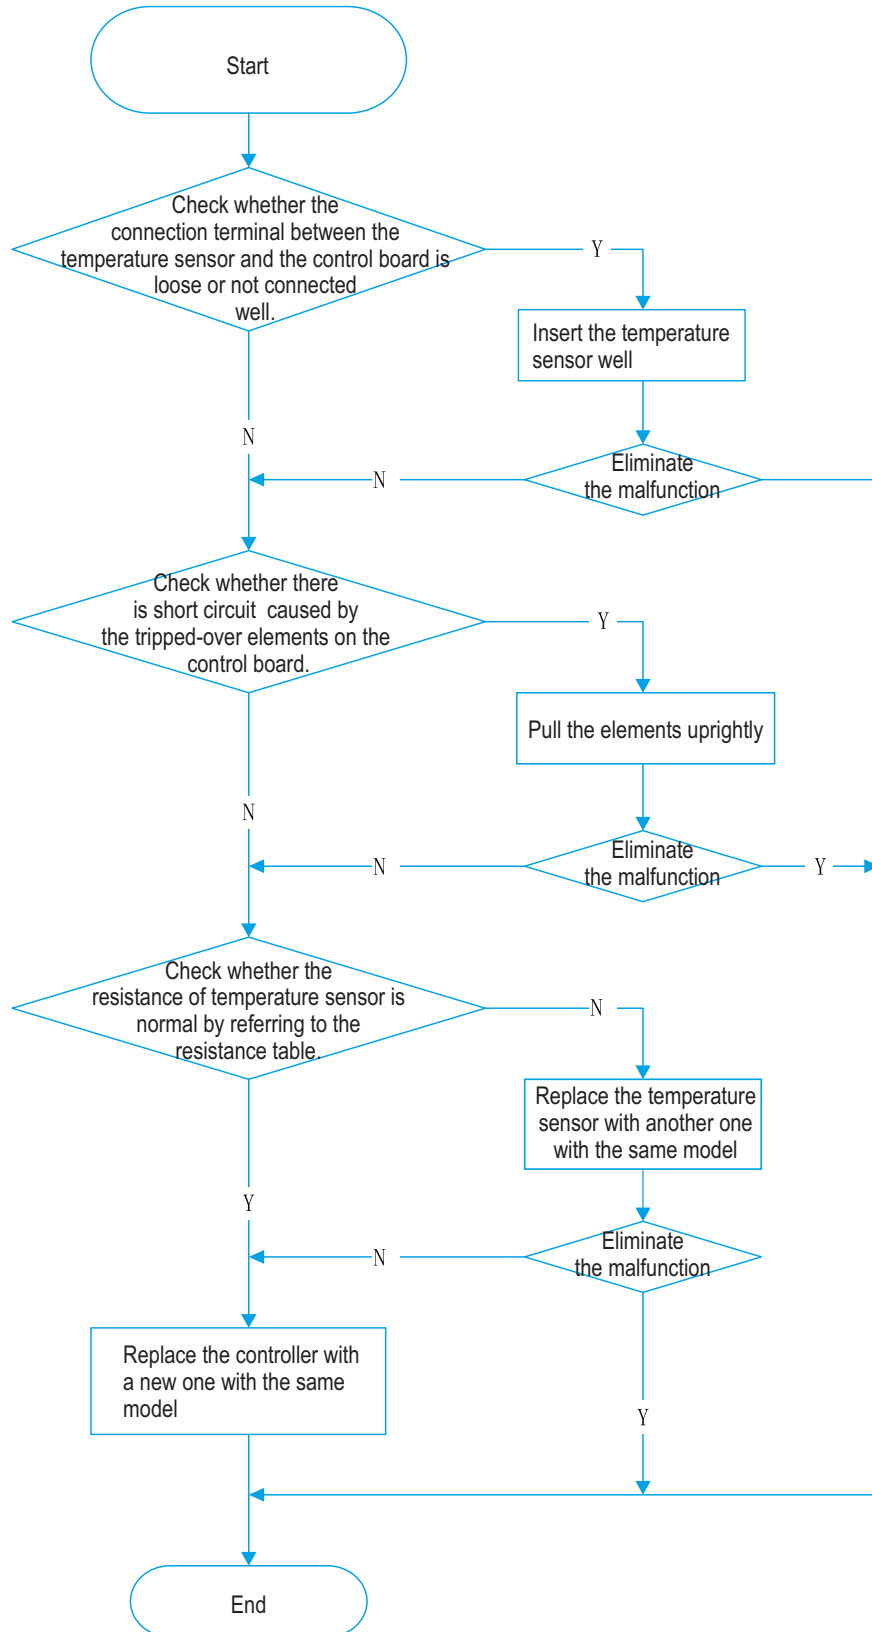 Start
Check whether the
connection terminal between the
temperature sensor and the control board is
loose or not connected
well.
Y
Insert the temperature
sensor well
N
Eliminate
the malfunction
N
Check whether there
is short circuit caused by
the tripped-over elements on the
control board.
Y
Pull the elements uprightly
N
Eliminate
the malfunction
N
Y
Check whether the
resistance of temperature sensor is
normal by referring to the
resistance table.
N
Replace the temperature
sensor with another one
with the same model
Y
Eliminate
the malfunction
N
Replace the controller with
a new one with the same
model
Y
End